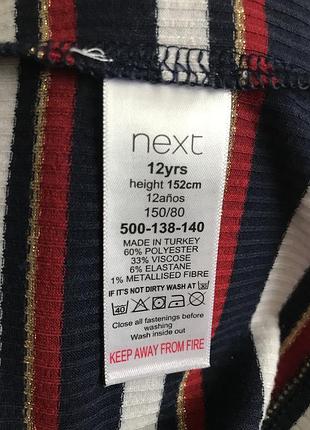 next
12yrs
height 152cm
12años
150/80
500-138-140
MADE IN TURKEY
60% POLYESTER
33% VISCOSE
6% ELASTANE
1% METALLISED FIBRE
IF IT'S NOT DIRTY WASH AT 30
40
Close all fastenings before
washing
Wash inside out
KEEP AWAY FROM FIRE